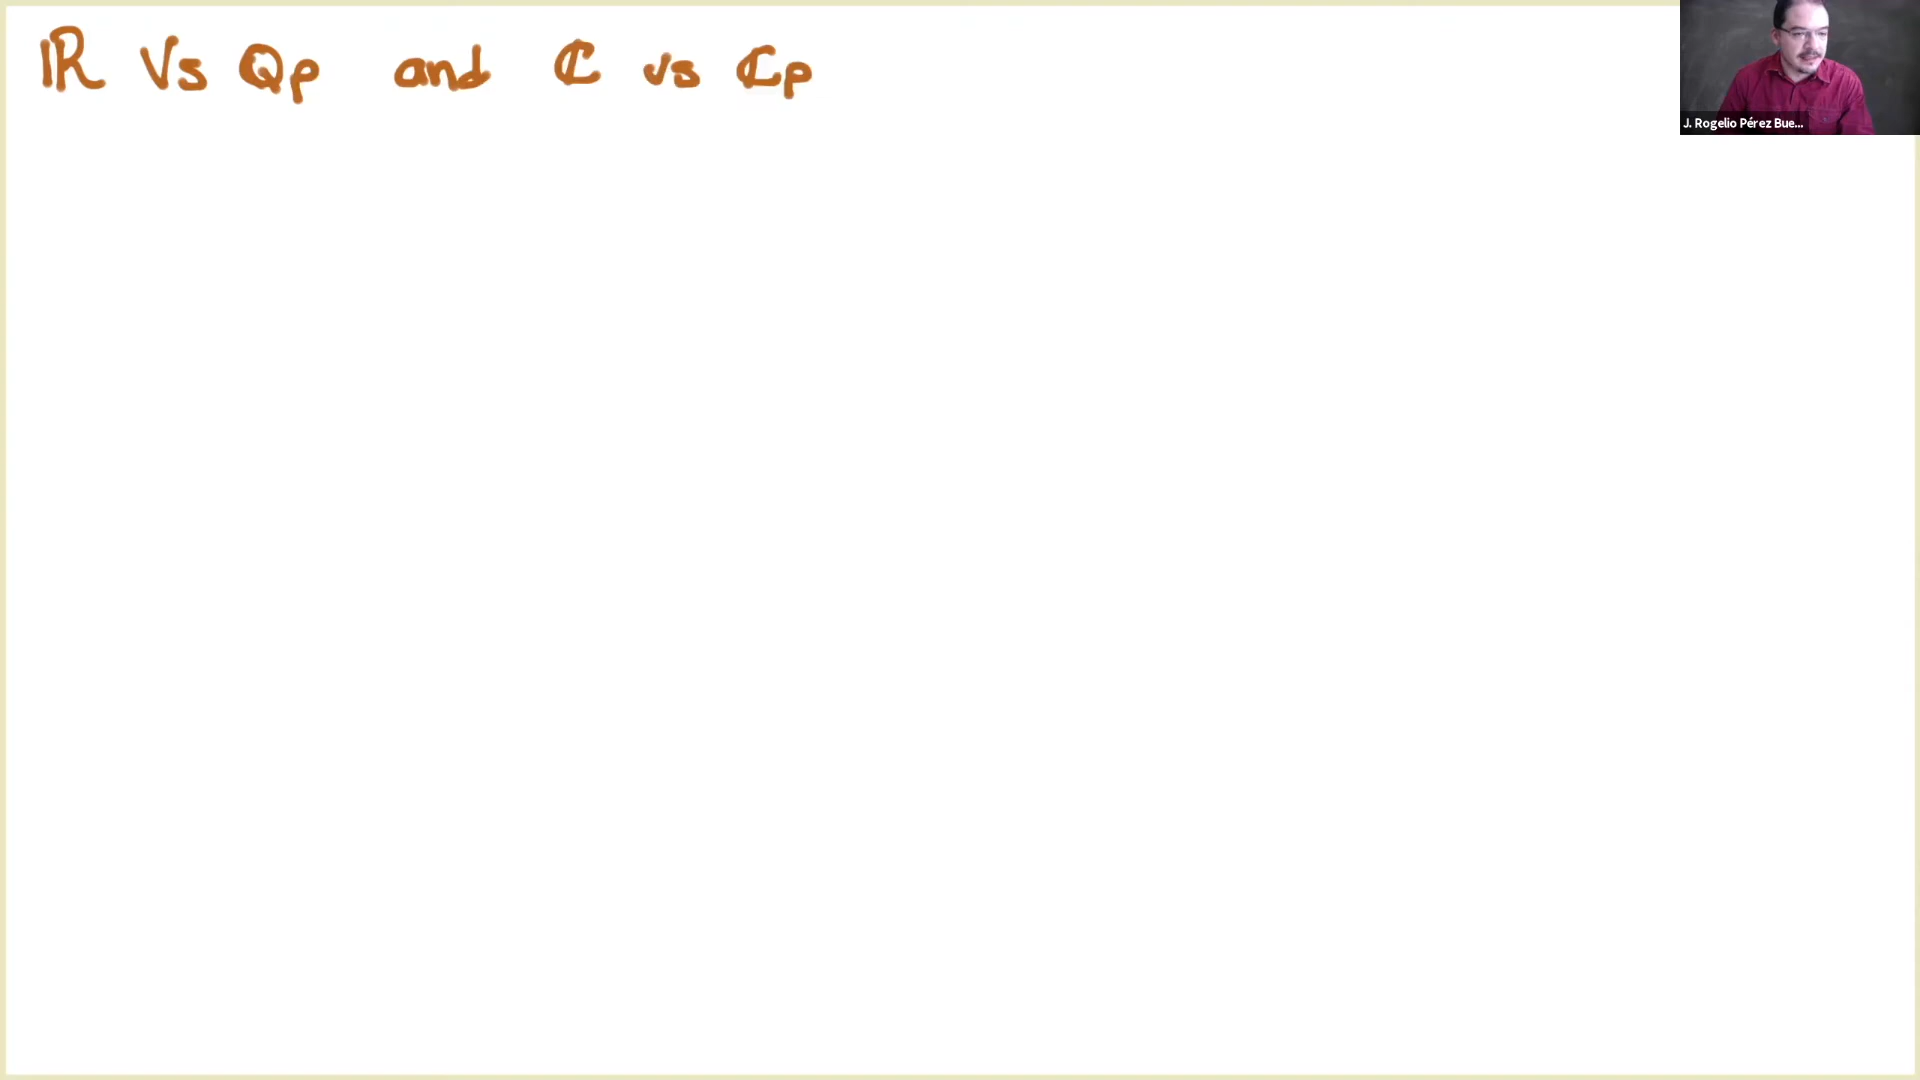 ℝ Vs ℚp and ℂ vs ℂp
J. Rogelio Pérez Bue...